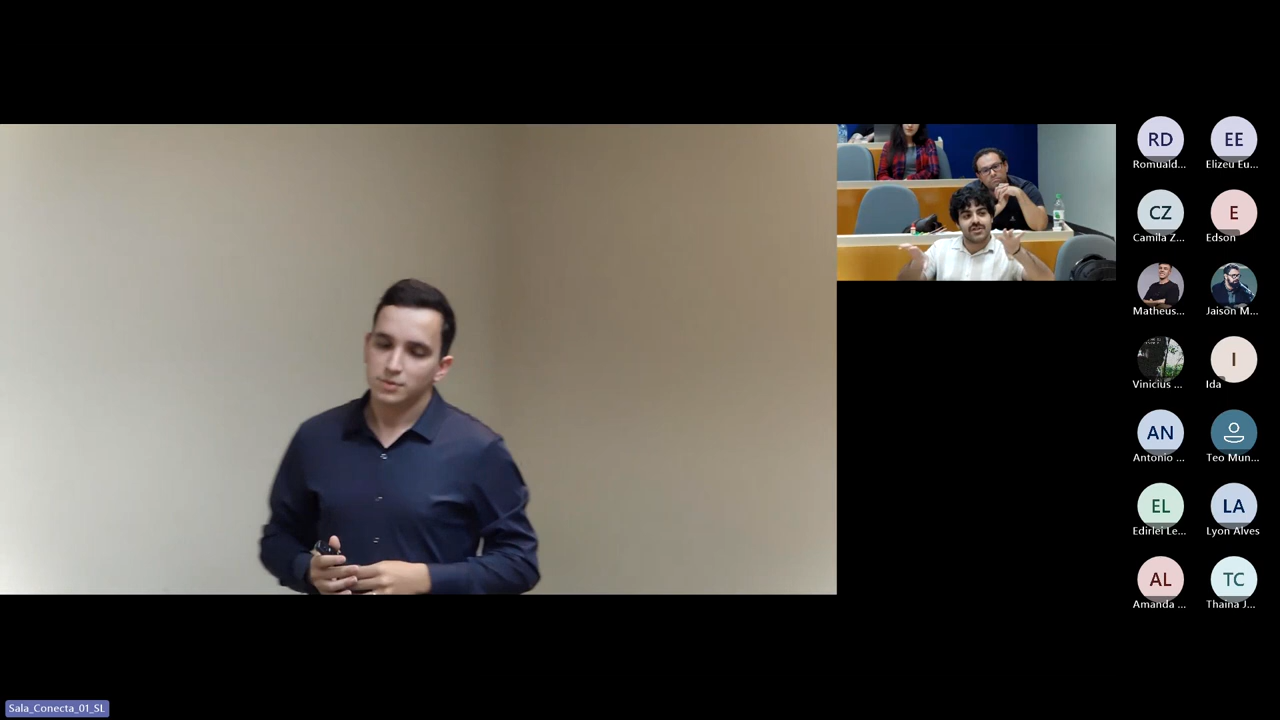 RD EE
Romuald... Elizeu Eu...
CZ E
Camila Z... Edson
Matheus... Jaison M...
Vinicius ... I
Ida
AN
Antonio ... Teo Mun...
EL LA
Edirlei Le... Lyon Alves
AL TC
Amanda ... Thaina J...
Sala_Conecta_01_SL